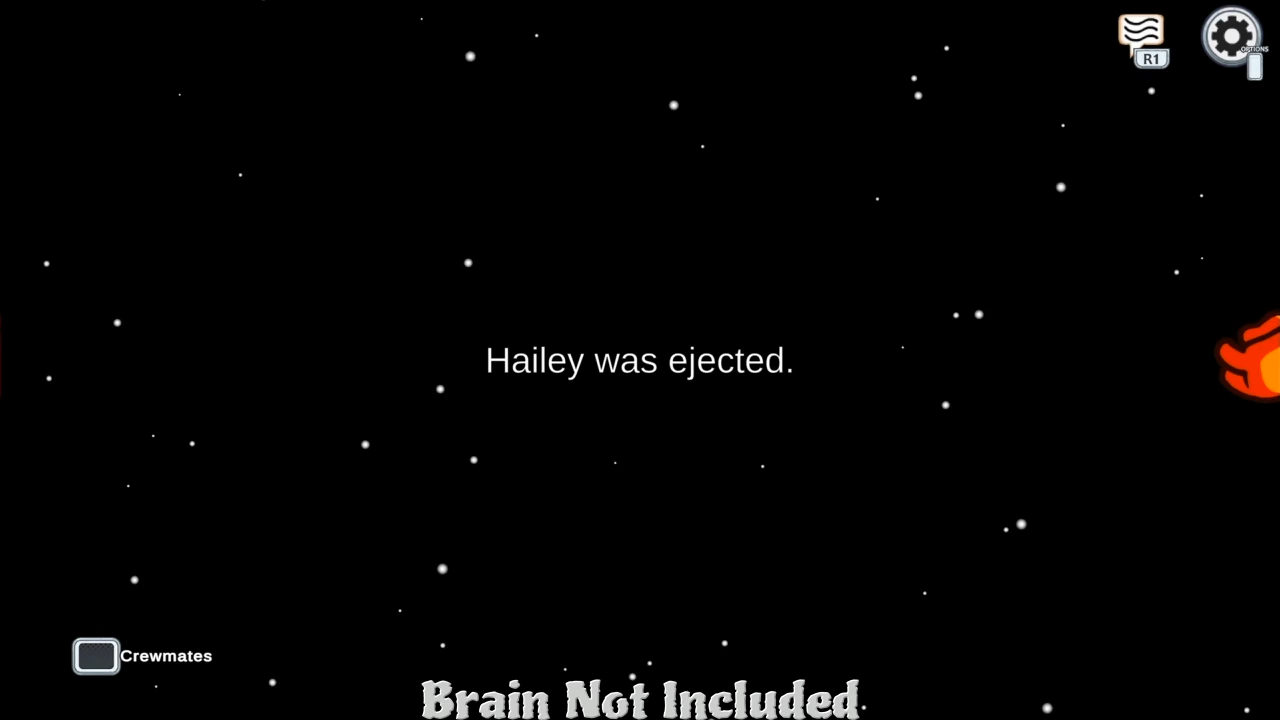 R1
OPTIONS
Hailey was ejected.
Crewmates
Brain Not Included